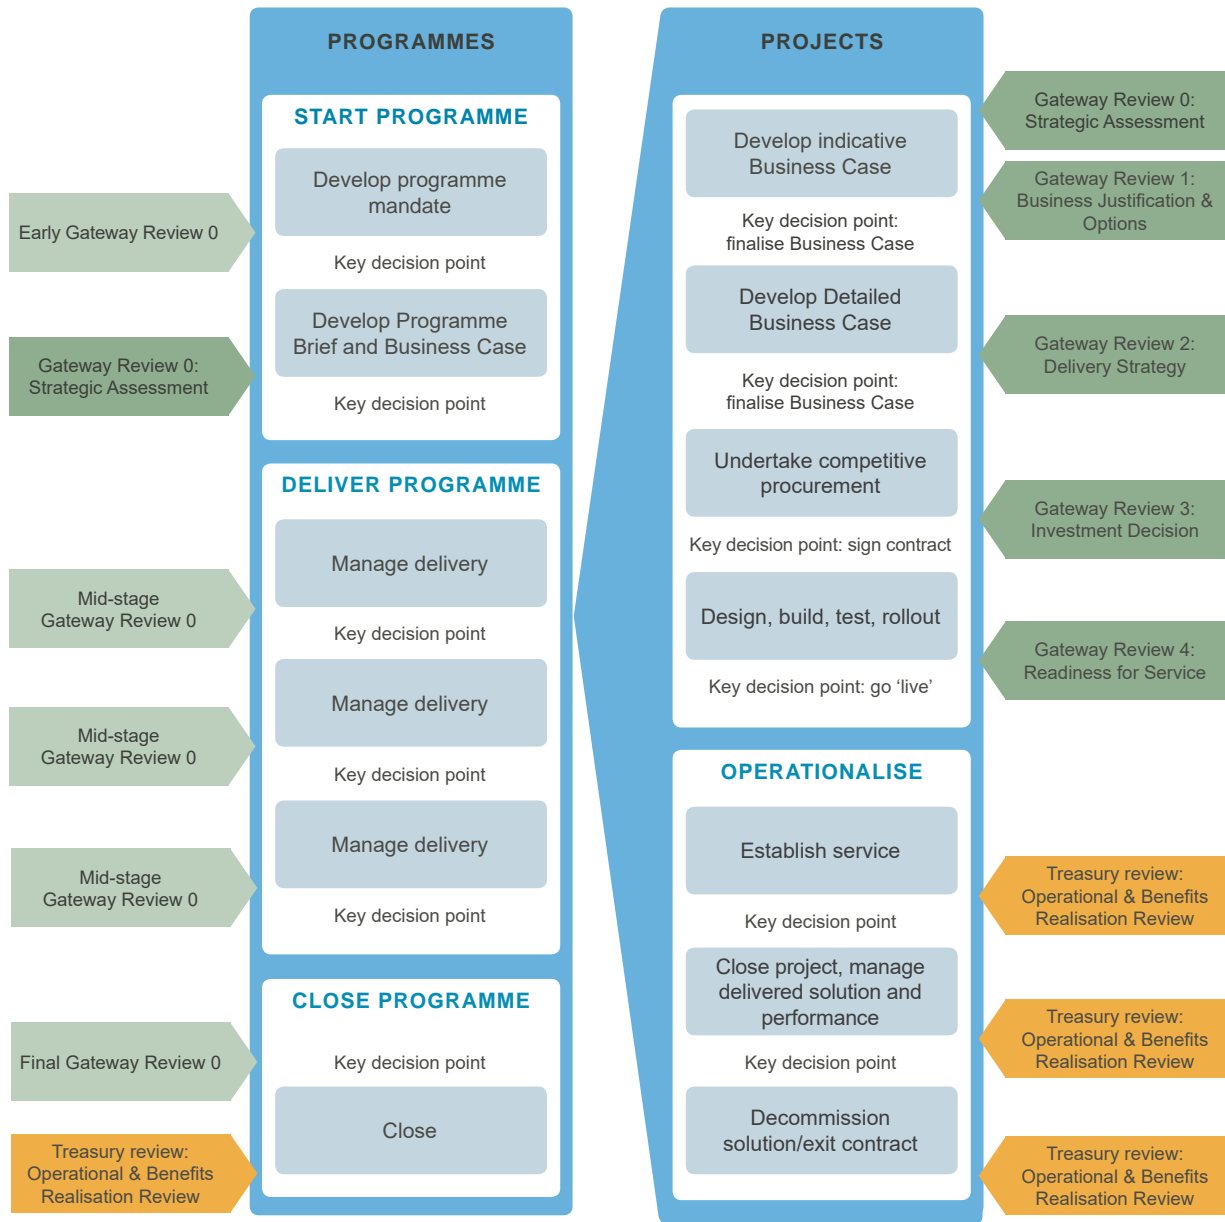 PROGRAMMES
START PROGRAMME
Develop programme
mandate
Early Gateway Review 0
Key decision point
Develop Programme
Brief and Business Case
Gateway Review 0:
Strategic Assessment
Key decision point
DELIVER PROGRAMME
Manage delivery
Mid-stage
Gateway Review 0
Key decision point
Manage delivery
Mid-stage
Gateway Review 0
Key decision point
Manage delivery
Mid-stage
Gateway Review 0
Key decision point
CLOSE PROGRAMME
Final Gateway Review 0
Key decision point
Close
Treasury review:
Operational & Benefits
Realisation Review
PROJECTS
Gateway Review 0:
Strategic Assessment
Develop indicative
Business Case
Gateway Review 1:
Business Justification &
Options
Key decision point:
finalise Business Case
Develop Detailed
Business Case
Gateway Review 2:
Delivery Strategy
Key decision point:
finalise Business Case
Undertake competitive
procurement
Gateway Review 3:
Investment Decision
Key decision point: sign contract
Design, build, test, rollout
Gateway Review 4:
Readiness for Service
Key decision point: go ‘live’
OPERATIONALISE
Establish service
Treasury review:
Operational & Benefits
Realisation Review
Key decision point
Close project, manage
delivered solution and
performance
Treasury review:
Operational & Benefits
Realisation Review
Key decision point
Decommission
solution/exit contract
Treasury review:
Operational & Benefits
Realisation Review